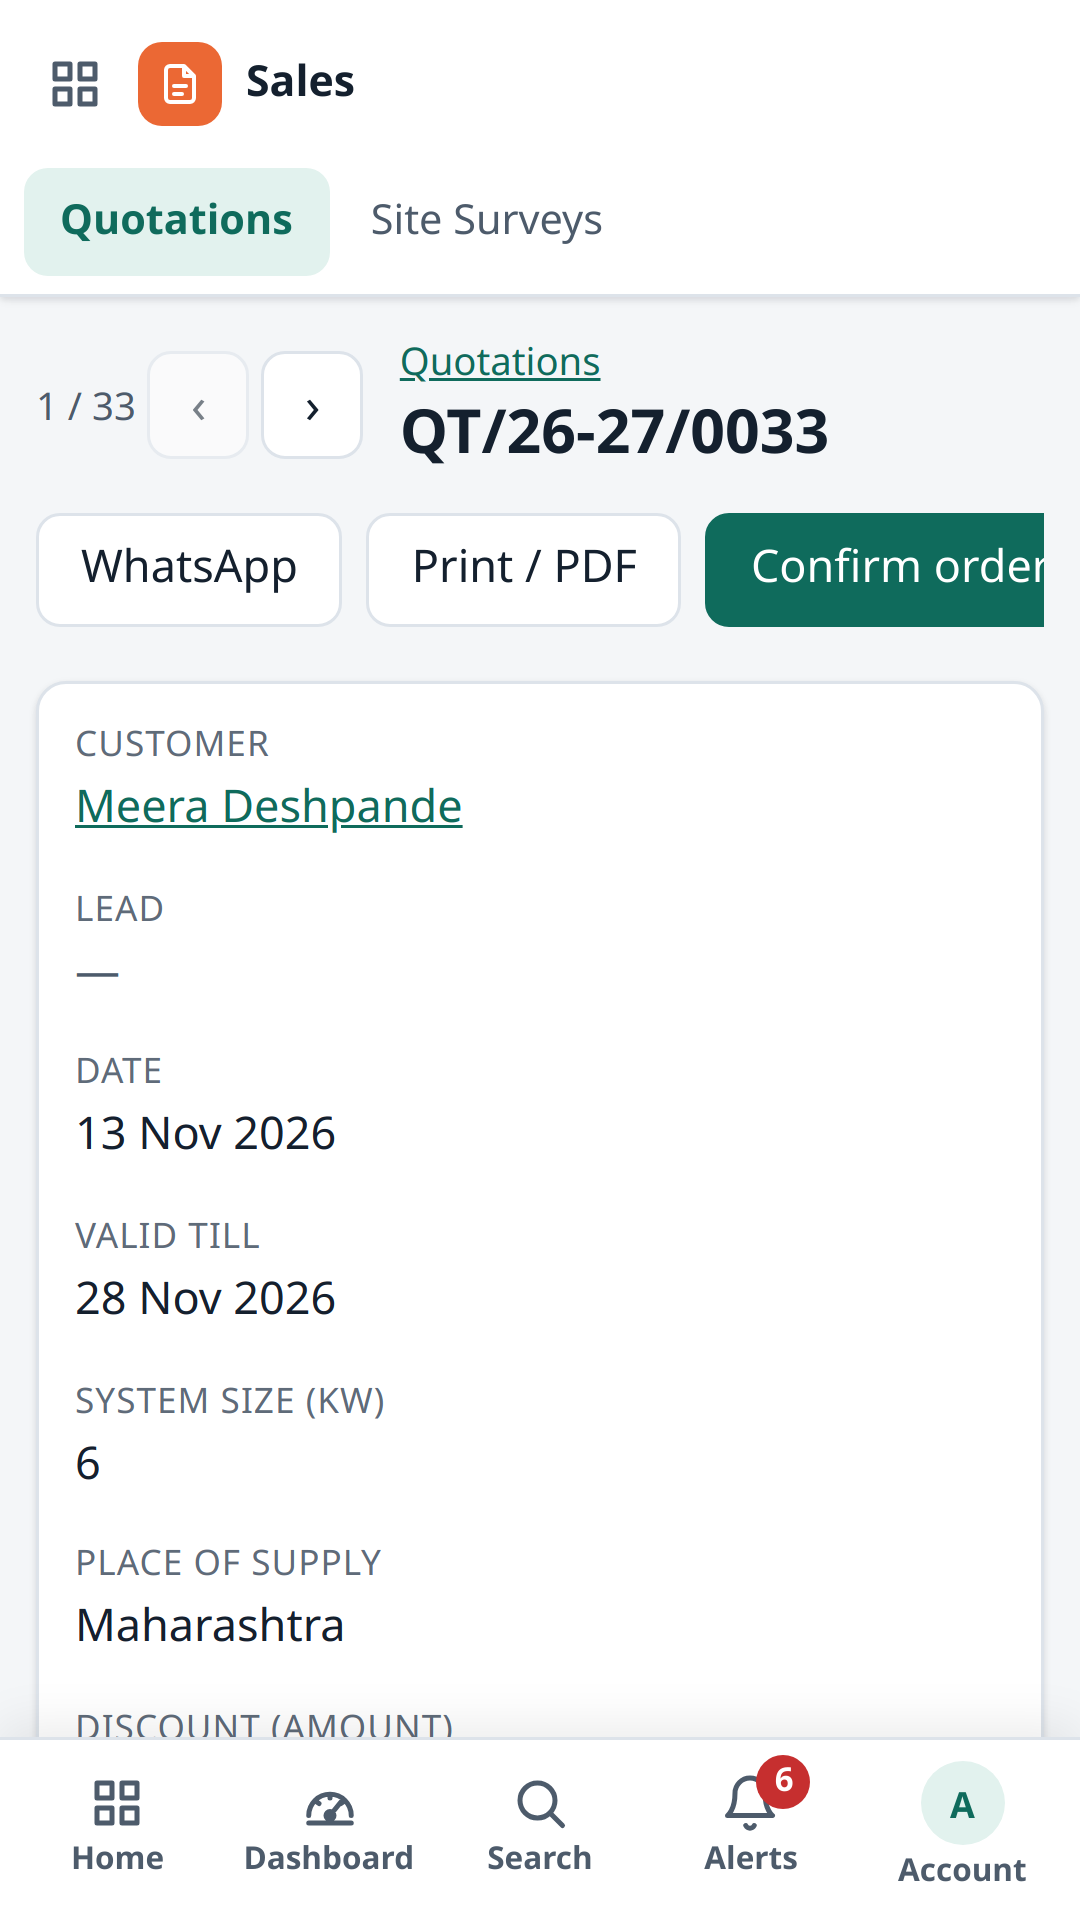 Sales
Quotations
Site Surveys
1 / 33
‹
›
Quotations
QT/26-27/0033
WhatsApp
Print / PDF
Confirm order
CUSTOMER
Meera Deshpande
LEAD
—
DATE
13 Nov 2026
VALID TILL
28 Nov 2026
SYSTEM SIZE (KW)
6
PLACE OF SUPPLY
Maharashtra
DISCOUNT (AMOUNT)
Home
Dashboard
Search
6
Alerts
A
Account